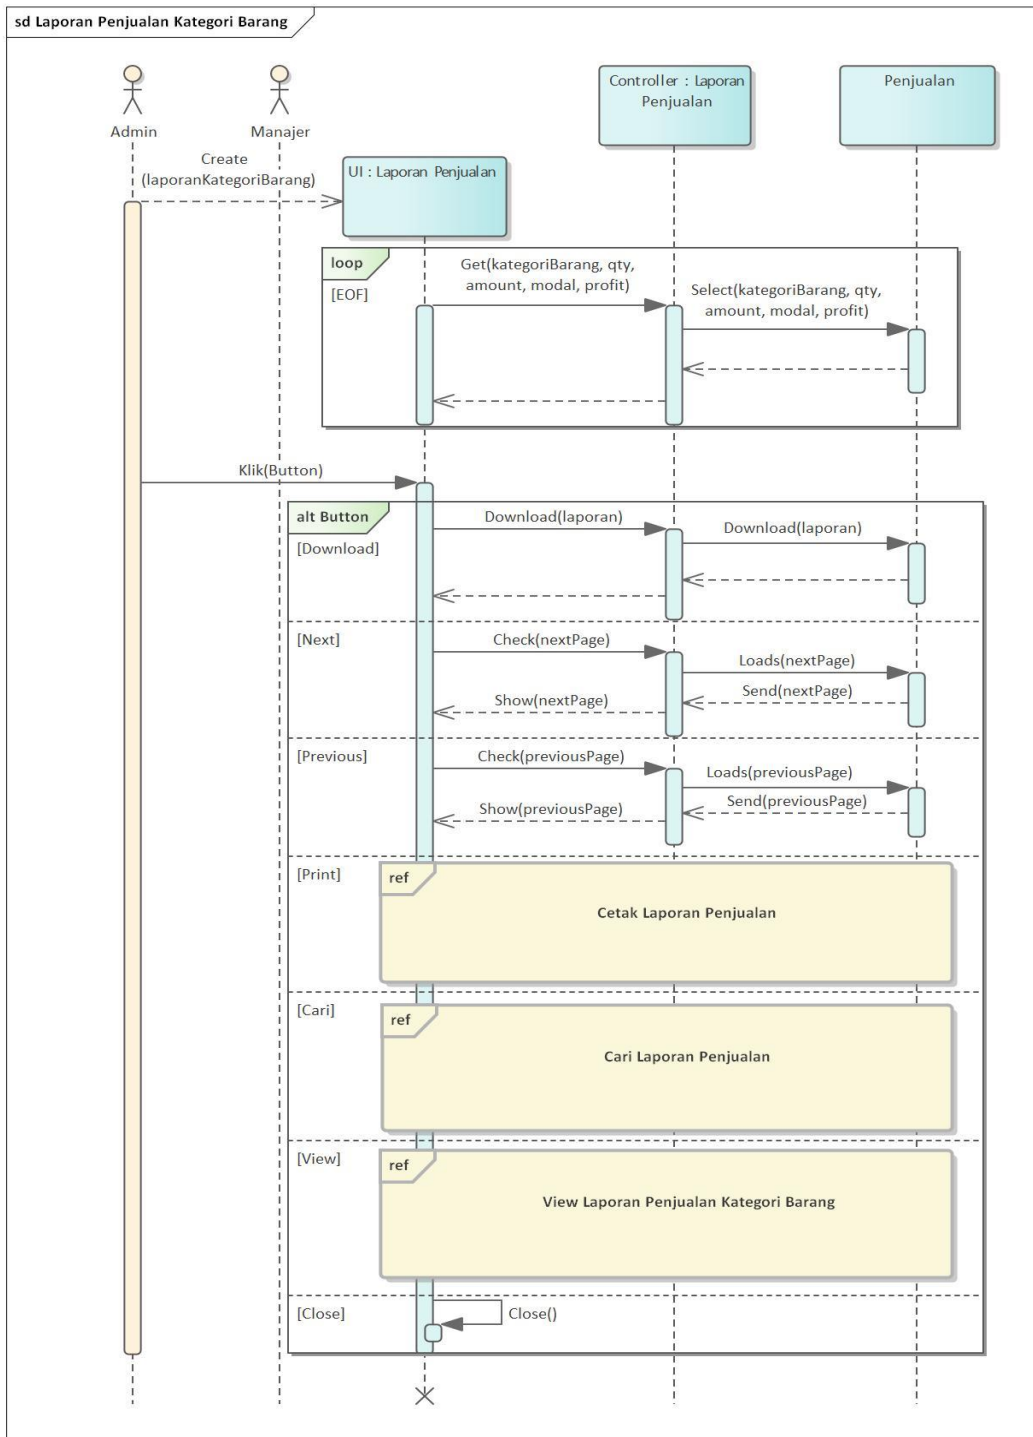 sd Laporan Penjualan Kategori Barang
Admin
Manajer
Controller : Laporan
Penjualan
Penjualan
Create
(laporanKategoriBarang)
UI : Laporan Penjualan
loop
[EOF]
Get(kategoriBarang, qty,
amount, modal, profit)
Select(kategoriBarang, qty,
amount, modal, profit)
Klik(Button)
alt Button
[Download]
Download(laporan)
Download(laporan)
[Next]
Check(nextPage)
Loads(nextPage)
Send(nextPage)
Show(nextPage)
[Previous]
Check(previousPage)
Loads(previousPage)
Send(previousPage)
Show(previousPage)
[Print]
ref
Cetak Laporan Penjualan
[Cari]
ref
Cari Laporan Penjualan
[View]
ref
View Laporan Penjualan Kategori Barang
[Close]
Close()